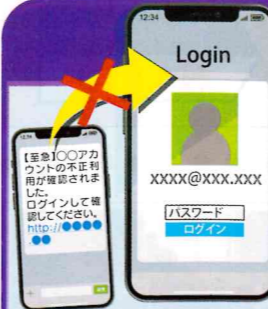 12:34
Login
XXXX@XXX.XXX
パスワード
ログイン
【至急】○○アカ
ウントの不正利
用が確認されま
した。
ログインして確
認してください。
http://●●●●
.●●